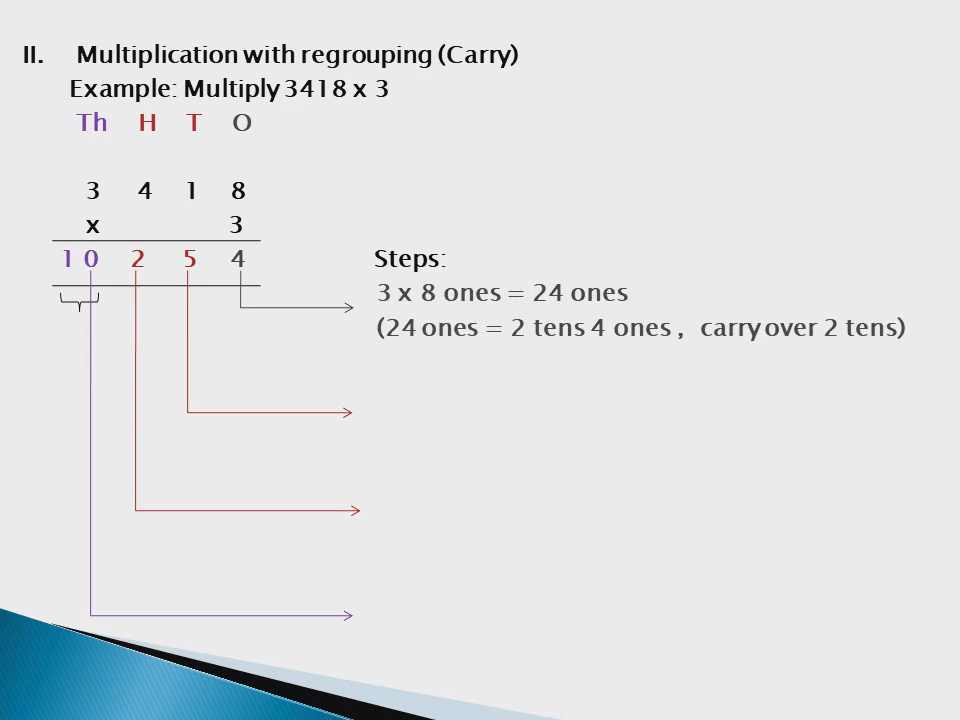 II. Multiplication with regrouping (Carry)
Example: Multiply 3418 x 3
Th H T O
3 4 1 8
x 3
1 0 2 5 4 Steps:
3 x 8 ones = 24 ones
(24 ones = 2 tens 4 ones , carry over 2 tens)